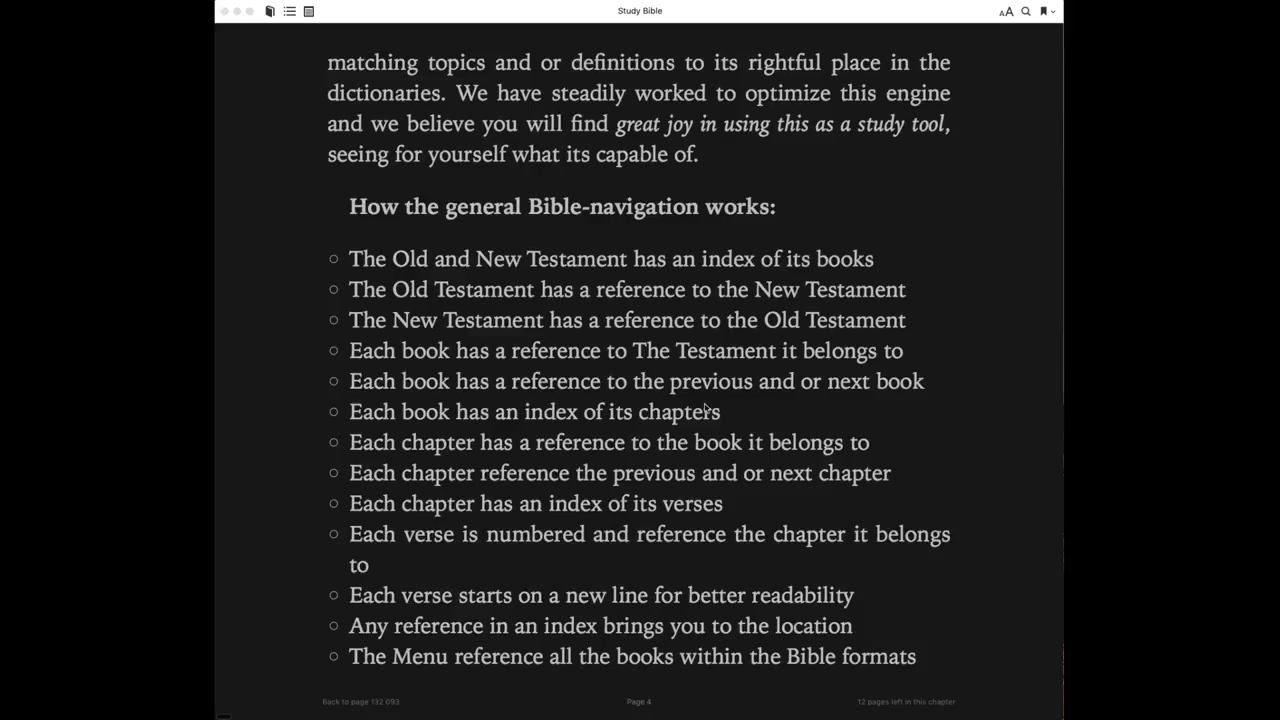 Study Bible
AA
matching topics and or definitions to its rightful place in the
dictionaries. We have steadily worked to optimize this engine
and we believe you will find great joy in using this as a study tool,
seeing for yourself what its capable of.
How the general Bible-navigation works:
The Old and New Testament has an index of its books
The Old Testament has a reference to the New Testament
The New Testament has a reference to the Old Testament
Each book has a reference to The Testament it belongs to
Each book has a reference to the previous and or next book
Each book has an index of its chapters
Each chapter has a reference to the book it belongs to
Each chapter reference the previous and or next chapter
Each chapter has an index of its verses
Each verse is numbered and reference the chapter it belongs
to
Each verse starts on a new line for better readability
Any reference in an index brings you to the location
The Menu reference all the books within the Bible formats
Back to page 132 093
Page 4
12 pages left in this chapter